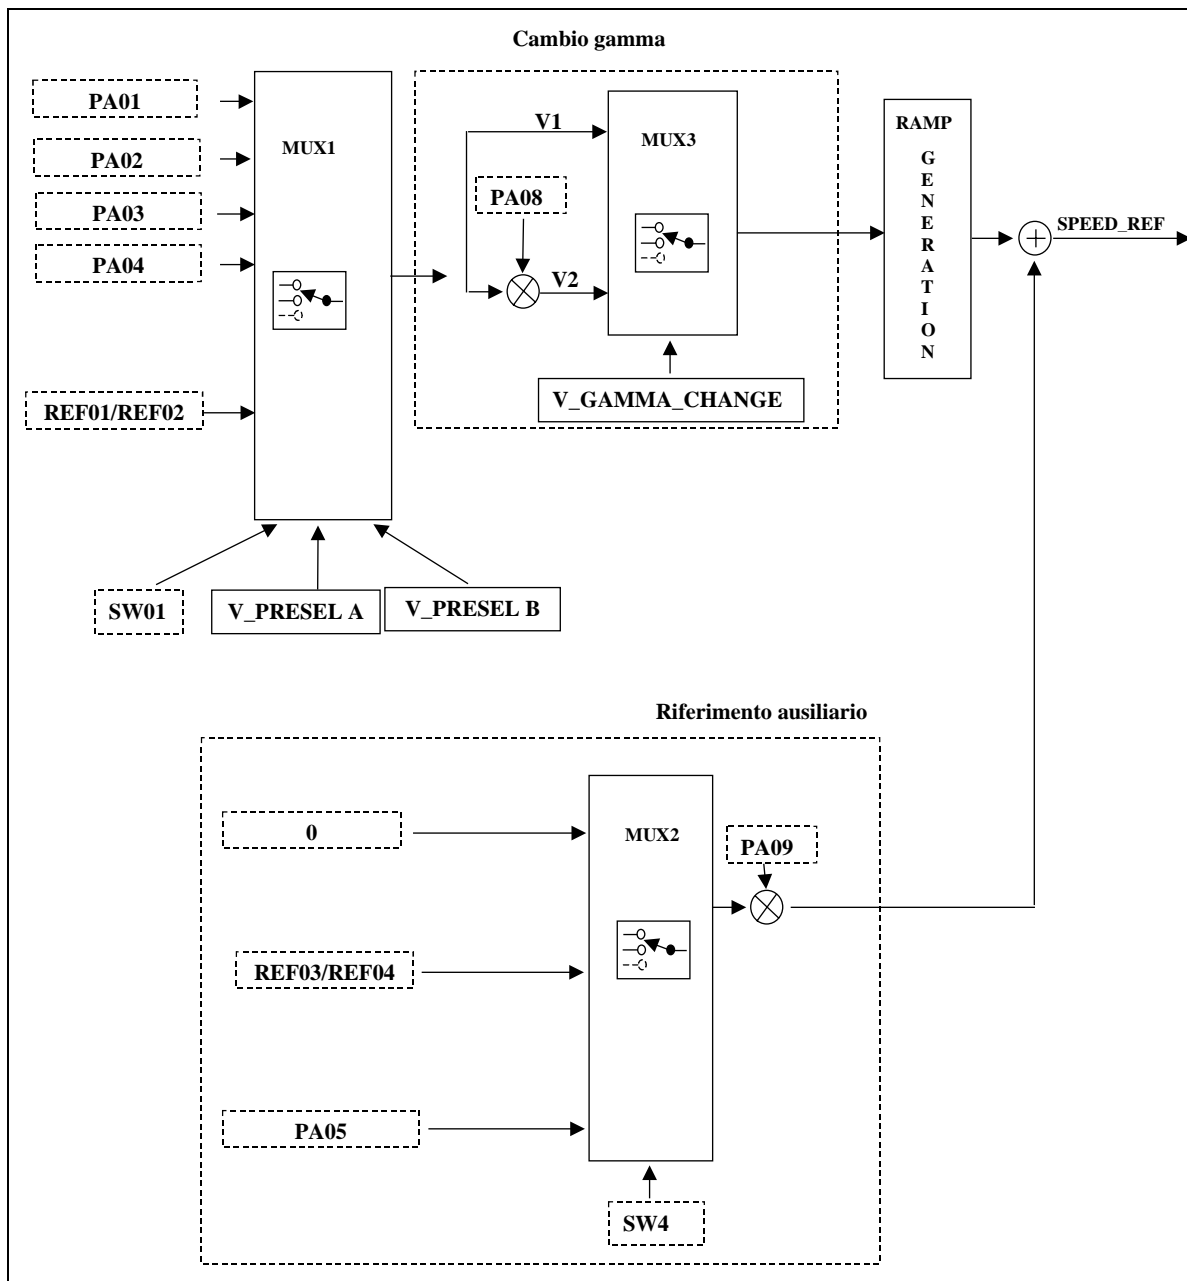 Cambio gamma
PA01
PA02
PA03
PA04
REF01/REF02
MUX1
V1
PA08
V2
MUX3
V_GAMMA_CHANGE
RAMP
G
E
N
E
R
A
T
I
O
N
SPEED_REF
SW01
V_PRESEL A
V_PRESEL B
Riferimento ausiliario
0
REF03/REF04
PA05
MUX2
PA09
SW4